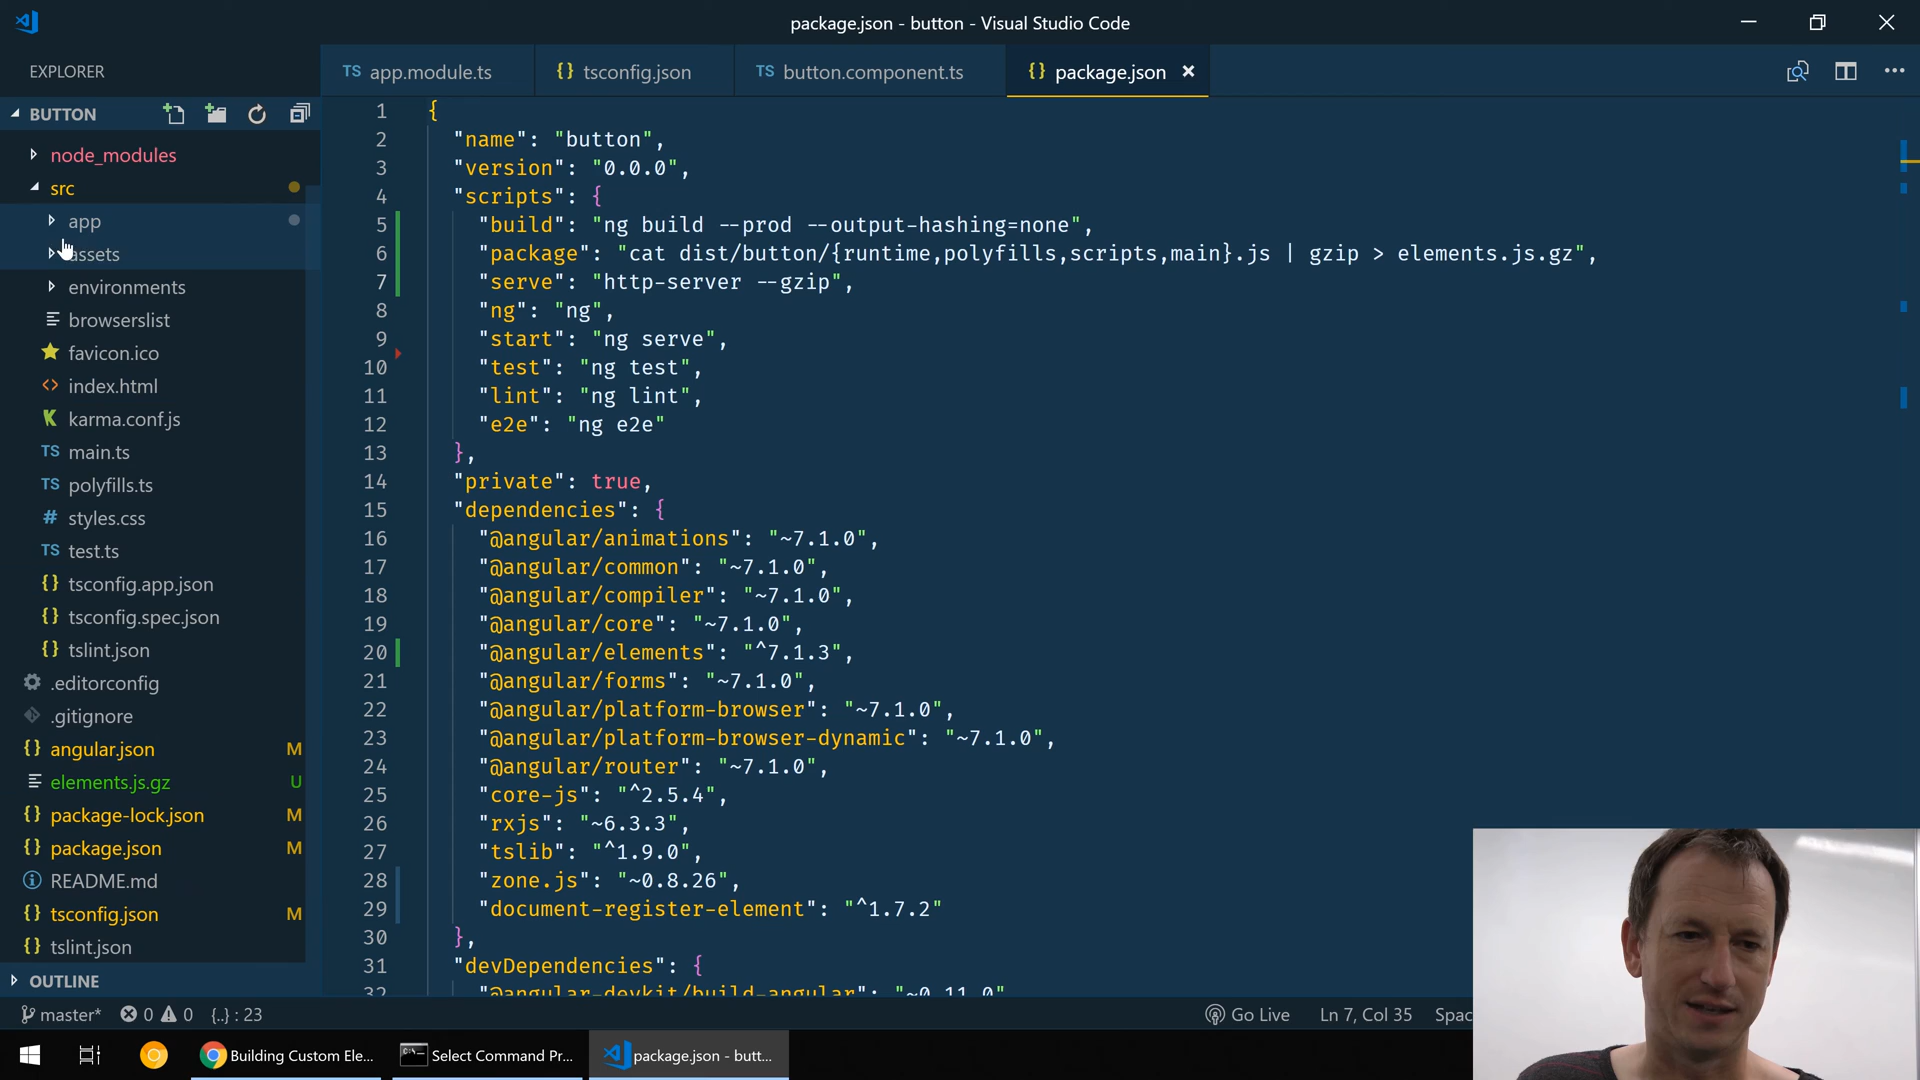 package.json - button - Visual Studio Code
EXPLORER
TS app.module.ts
{} tsconfig.json
TS button.component.ts
{} package.json
BUTTON
node_modules
src
app
assets
environments
browserslist
favicon.ico
<> index.html
K karma.conf.js
TS main.ts
TS polyfills.ts
# styles.css
TS test.ts
{} tsconfig.app.json
{} tsconfig.spec.json
{} tslint.json
.editorconfig
.gitignore
{} angular.json M
elements.js.gz U
{} package-lock.json M
{} package.json M
README.md
{} tsconfig.json M
{} tslint.json
OUTLINE
1 {
2 "name": "button",
3 "version": "0.0.0",
4 "scripts": {
5 "build": "ng build --prod --output-hashing=none",
6 "package": "cat dist/button/{runtime,polyfills,scripts,main}.js | gzip > elements.js.gz",
7 "serve": "http-server --gzip",
8 "ng": "ng",
9 "start": "ng serve",
10 "test": "ng test",
11 "lint": "ng lint",
12 "e2e": "ng e2e"
13 },
14 "private": true,
15 "dependencies": {
16 "@angular/animations": "~7.1.0",
17 "@angular/common": "~7.1.0",
18 "@angular/compiler": "~7.1.0",
19 "@angular/core": "~7.1.0",
20 "@angular/elements": "^7.1.3",
21 "@angular/forms": "~7.1.0",
22 "@angular/platform-browser": "~7.1.0",
23 "@angular/platform-browser-dynamic": "~7.1.0",
24 "@angular/router": "~7.1.0",
25 "core-js": "^2.5.4",
26 "rxjs": "~6.3.3",
27 "tslib": "^1.9.0",
28 "zone.js": "~0.8.26",
29 "document-register-element": "^1.7.2"
30 },
31 "devDependencies": {
32 "@angular-devkit/build-angular": "~0.11.0"
master* 0 0 {..} : 23
Go Live Ln 7, Col 35 Spac
Building Custom Ele...
Select Command Pr...
package.json - butt...